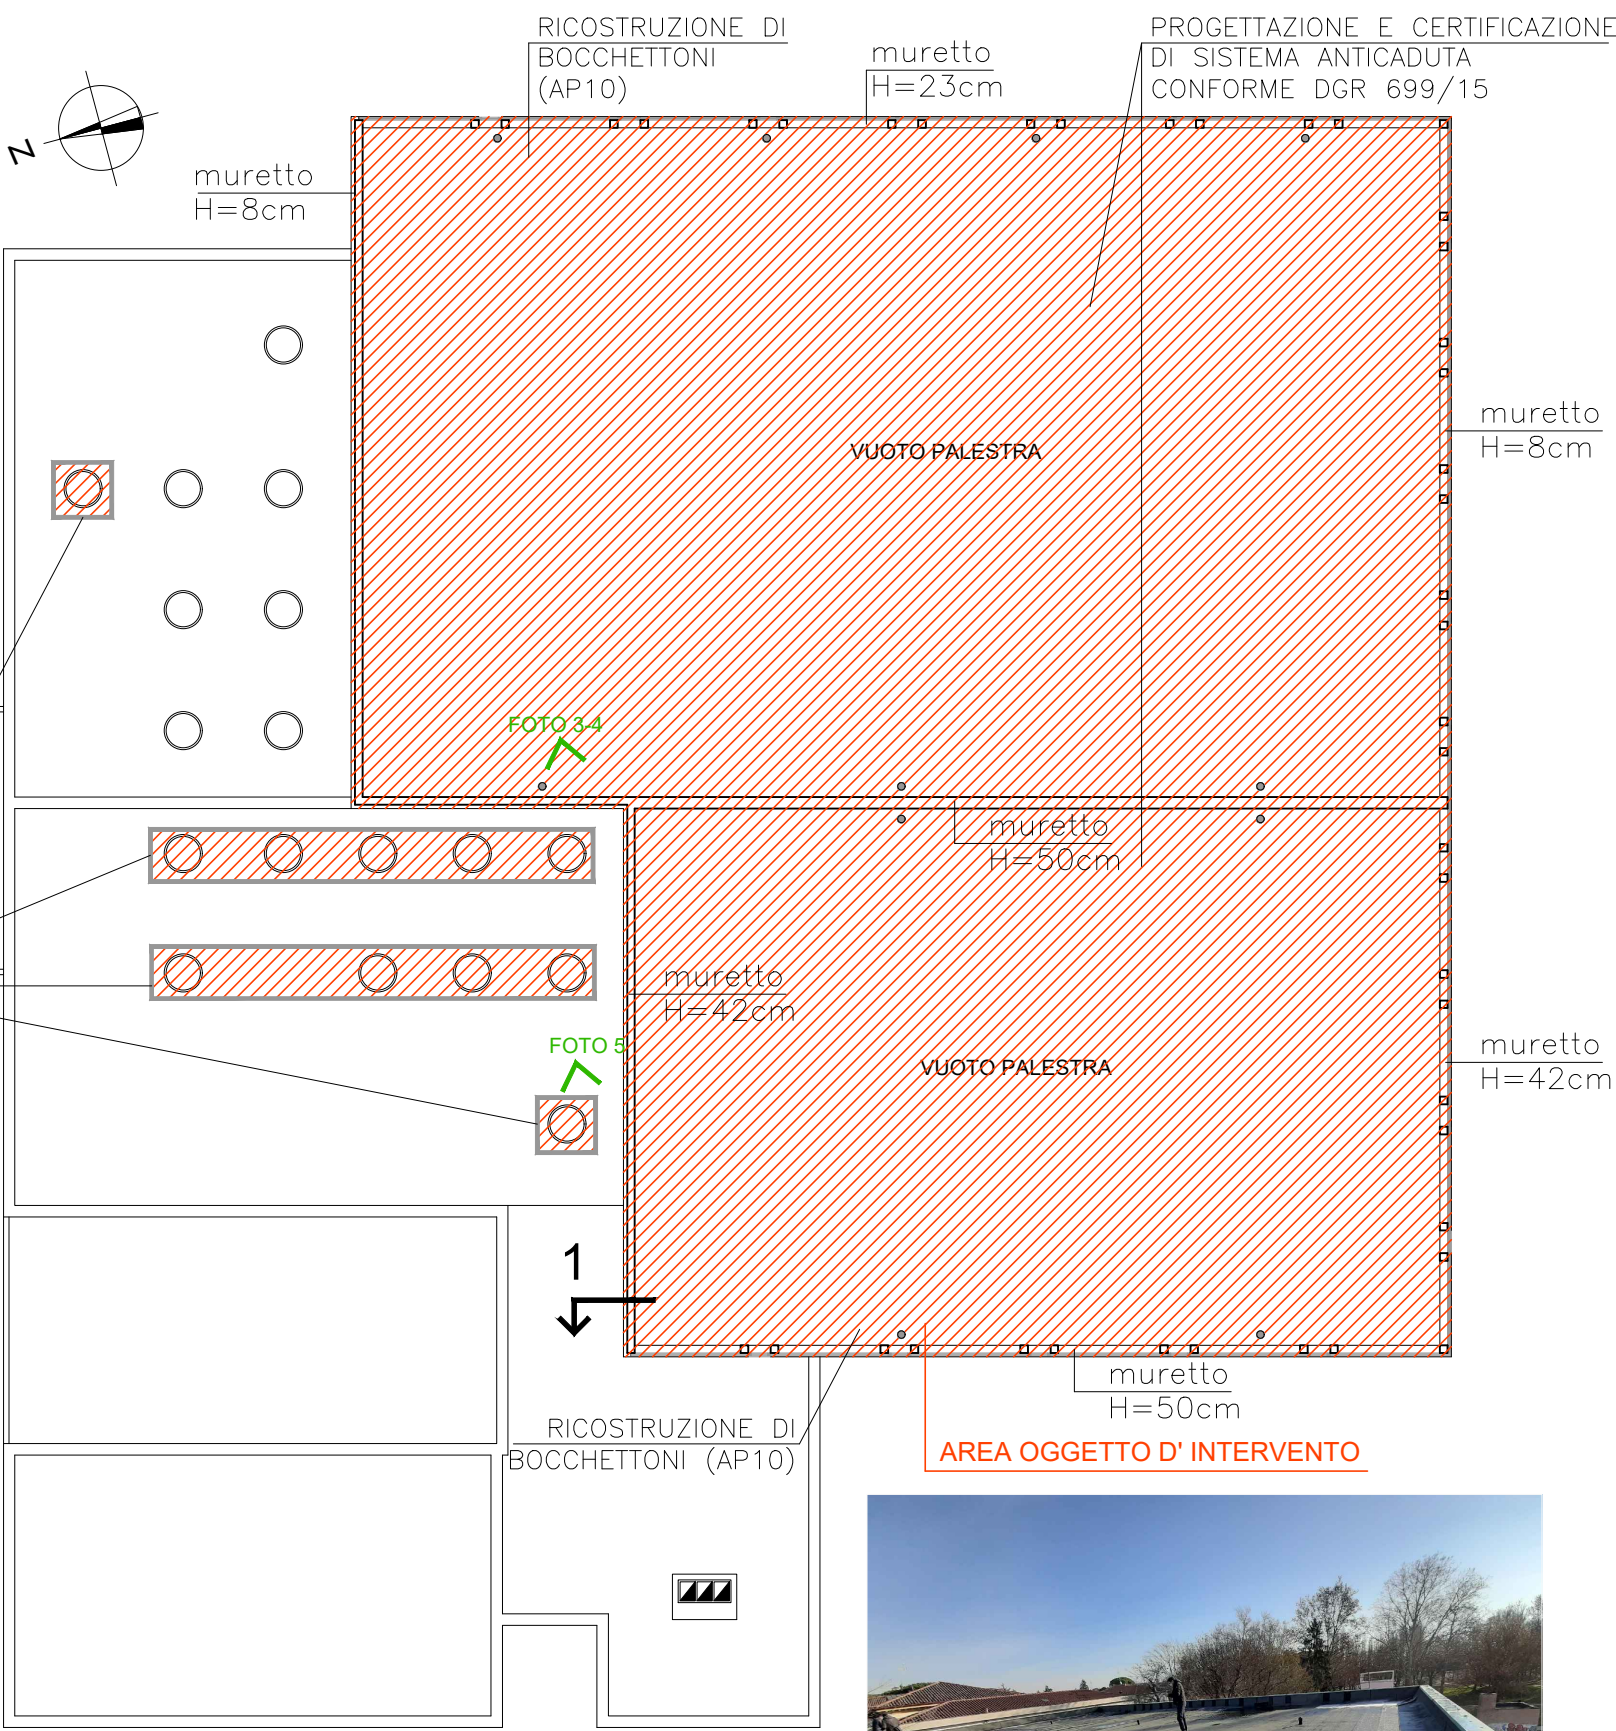 RICOSTRUZIONE DI
BOCCHETTONI
(AP10)
muretto
H=23cm
PROGETTAZIONE E CERTIFICAZIONE
DI SISTEMA ANTICADUTA
CONFORME DGR 699/15
N
muretto
H=8cm
VUOTO PALESTRA
muretto
H=8cm
FOTO 3-4
muretto
H=50cm
muretto
H=42cm
FOTO 5
VUOTO PALESTRA
muretto
H=42cm
1
muretto
H=50cm
RICOSTRUZIONE DI
BOCCHETTONI (AP10)
AREA OGGETTO D' INTERVENTO